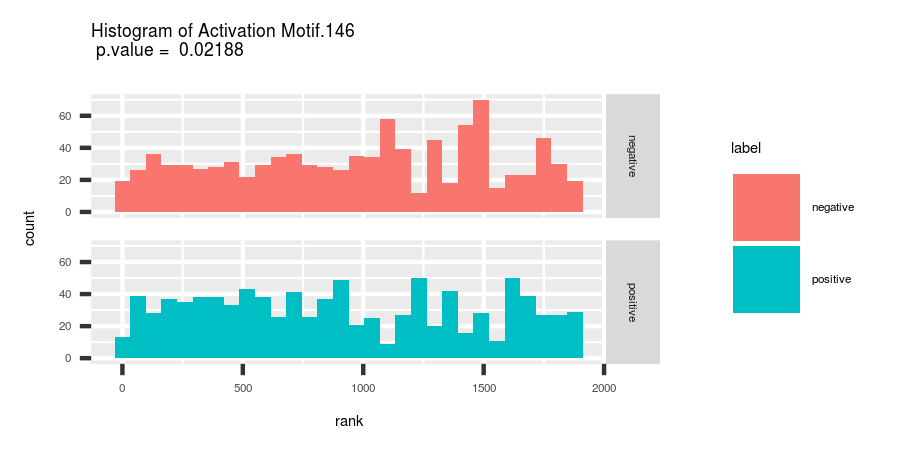 Histogram of Activation Motif.146
p.value = 0.02188
count
60
40
20
0
negative
60
40
20
0
positive
0 500 1000 1500 2000
rank
label
negative
positive